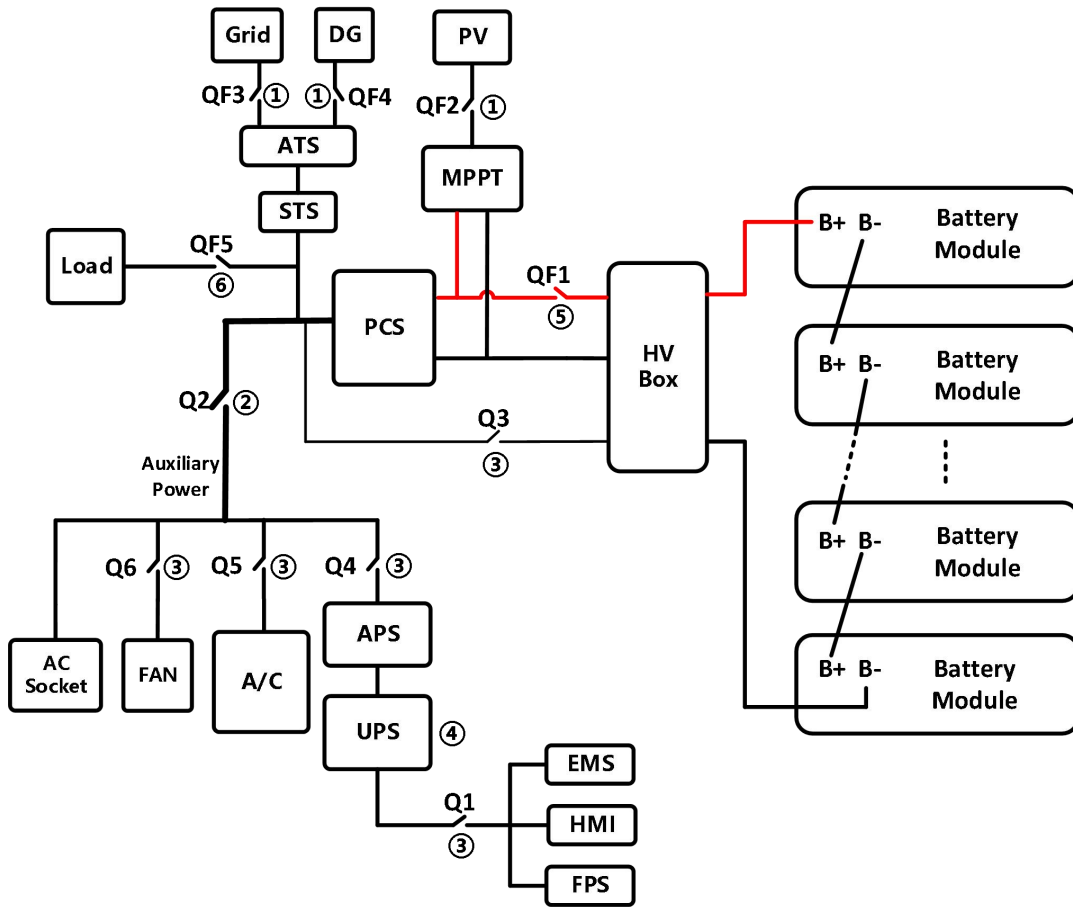 Grid
DG
PV
QF3
①
①
QF4
QF2
①
ATS
MPPT
STS
B+ B-
Battery
Module
QF5
Load
⑥
QF1
⑤
PCS
HV
Box
B+ B-
Battery
Module
Q2
②
Q3
③
Auxiliary
Power
B+ B-
Battery
Module
Q6
③
Q5
③
Q4
③
APS
AC
Socket
FAN
A/C
B+ B-
Battery
Module
UPS
④
EMS
Q1
③
HMI
FPS